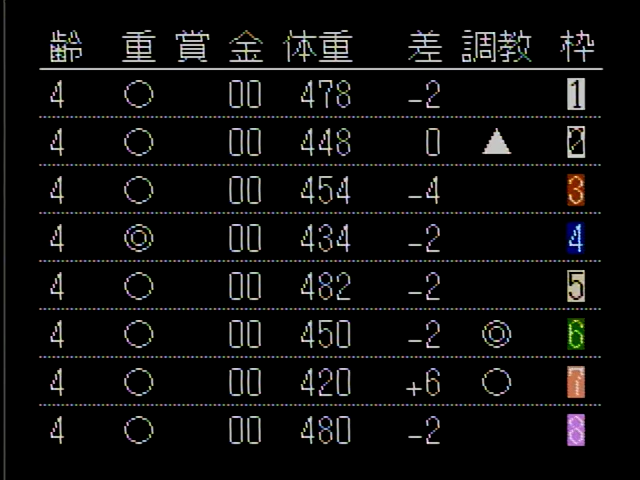 齢 重 賞 金 体重 差 調教 枠
4 ○ 00 478 -2 1
4 ○ 00 448 0 ▲ 2
4 ○ 00 454 -4 3
4 ◎ 00 434 -2 4
4 ○ 00 482 -2 5
4 ○ 00 450 -2 ◎ 6
4 ○ 00 420 +6 ○ 7
4 ○ 00 480 -2 8